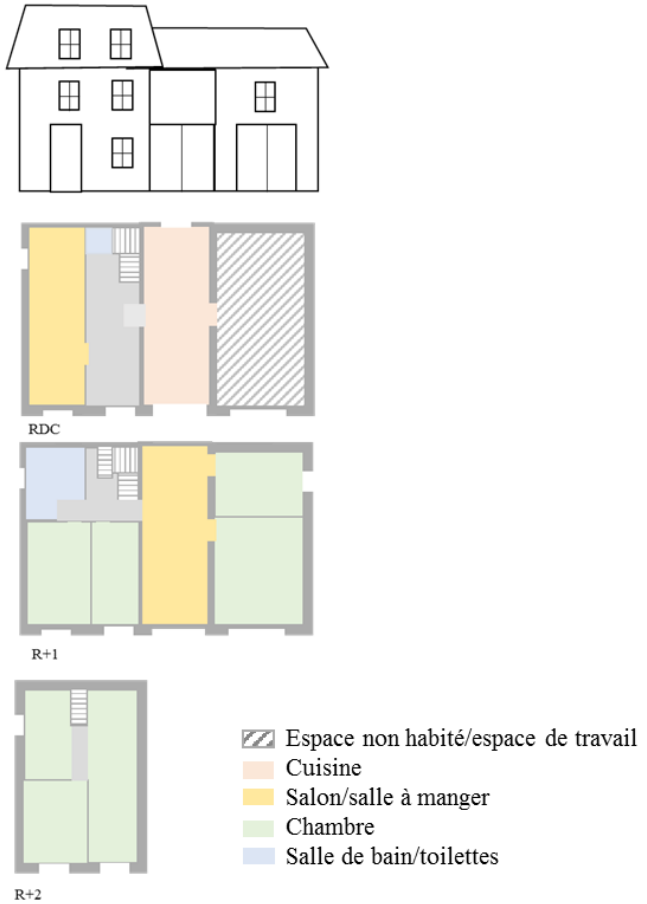 RDC
R+1
Espace non habité/espace de travail
Cuisine
Salon/salle à manger
Chambre
Salle de bain/toilettes
R+2